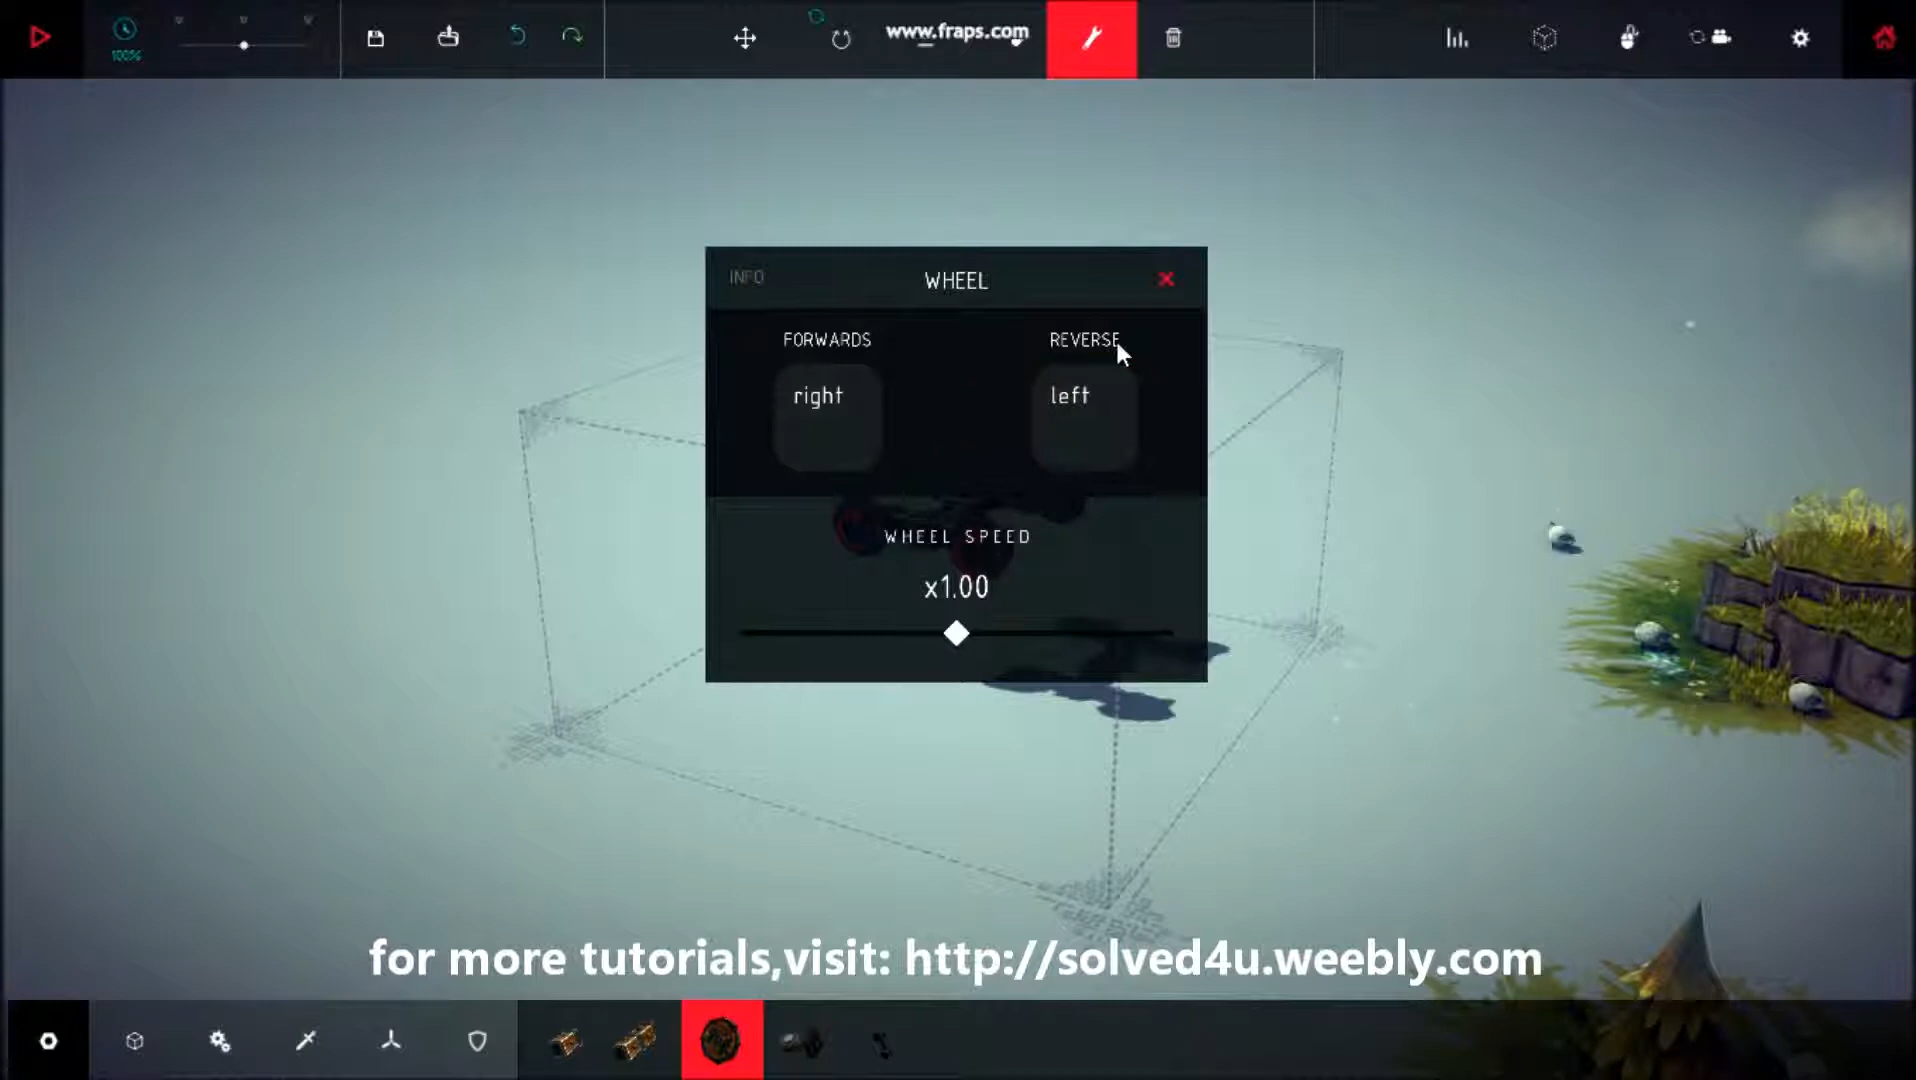 100%
www.fraps.com
INFO
WHEEL
FORWARDS
REVERSE
right
left
WHEEL SPEED
x1.00
for more tutorials,visit: http://solved4u.weebly.com